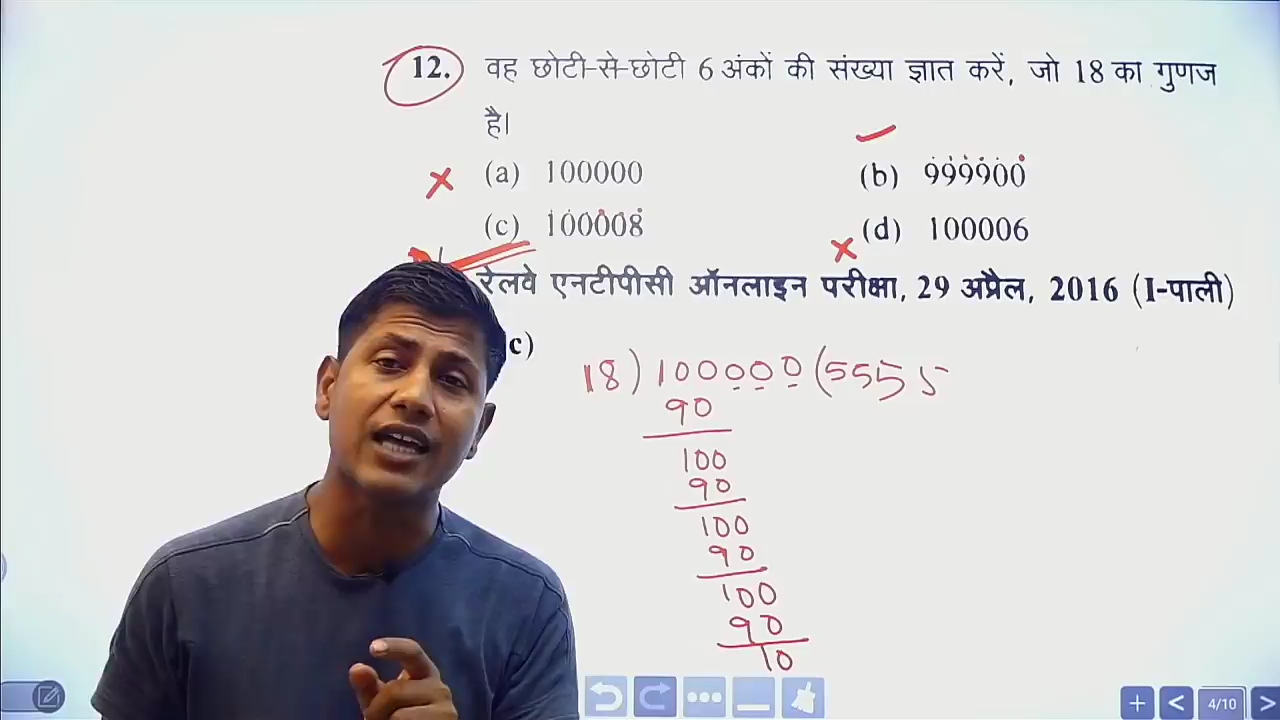 12. वह छोटी-से-छोटी 6 अंकों की संख्या ज्ञात करें, जो 18 का गुणज
है।
(a) 100000 (b) 999900
(c) 100008 (d) 100006
रेलवे एनटीपीसी ऑनलाइन परीक्षा, 29 अप्रैल, 2016 (I-पाली)
c)
18) 100000 (5555
90
100
90
100
90
100
90
10
4/10